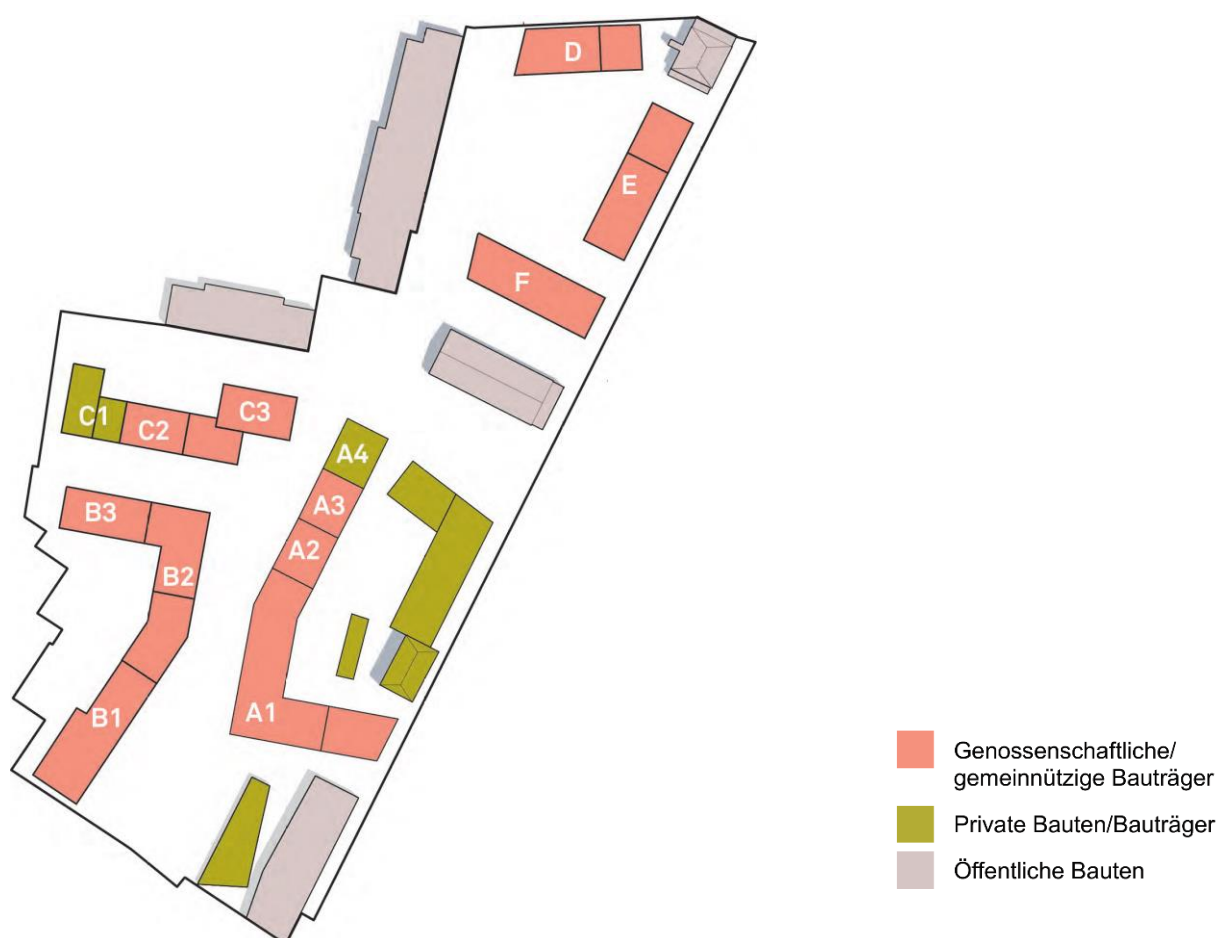 D
E
F
C1
C2
C3
A4
A3
B3
A2
B2
A1
B1
Genossenschaftliche/
gemeinnützige Bauträger
Private Bauten/Bauträger
Öffentliche Bauten